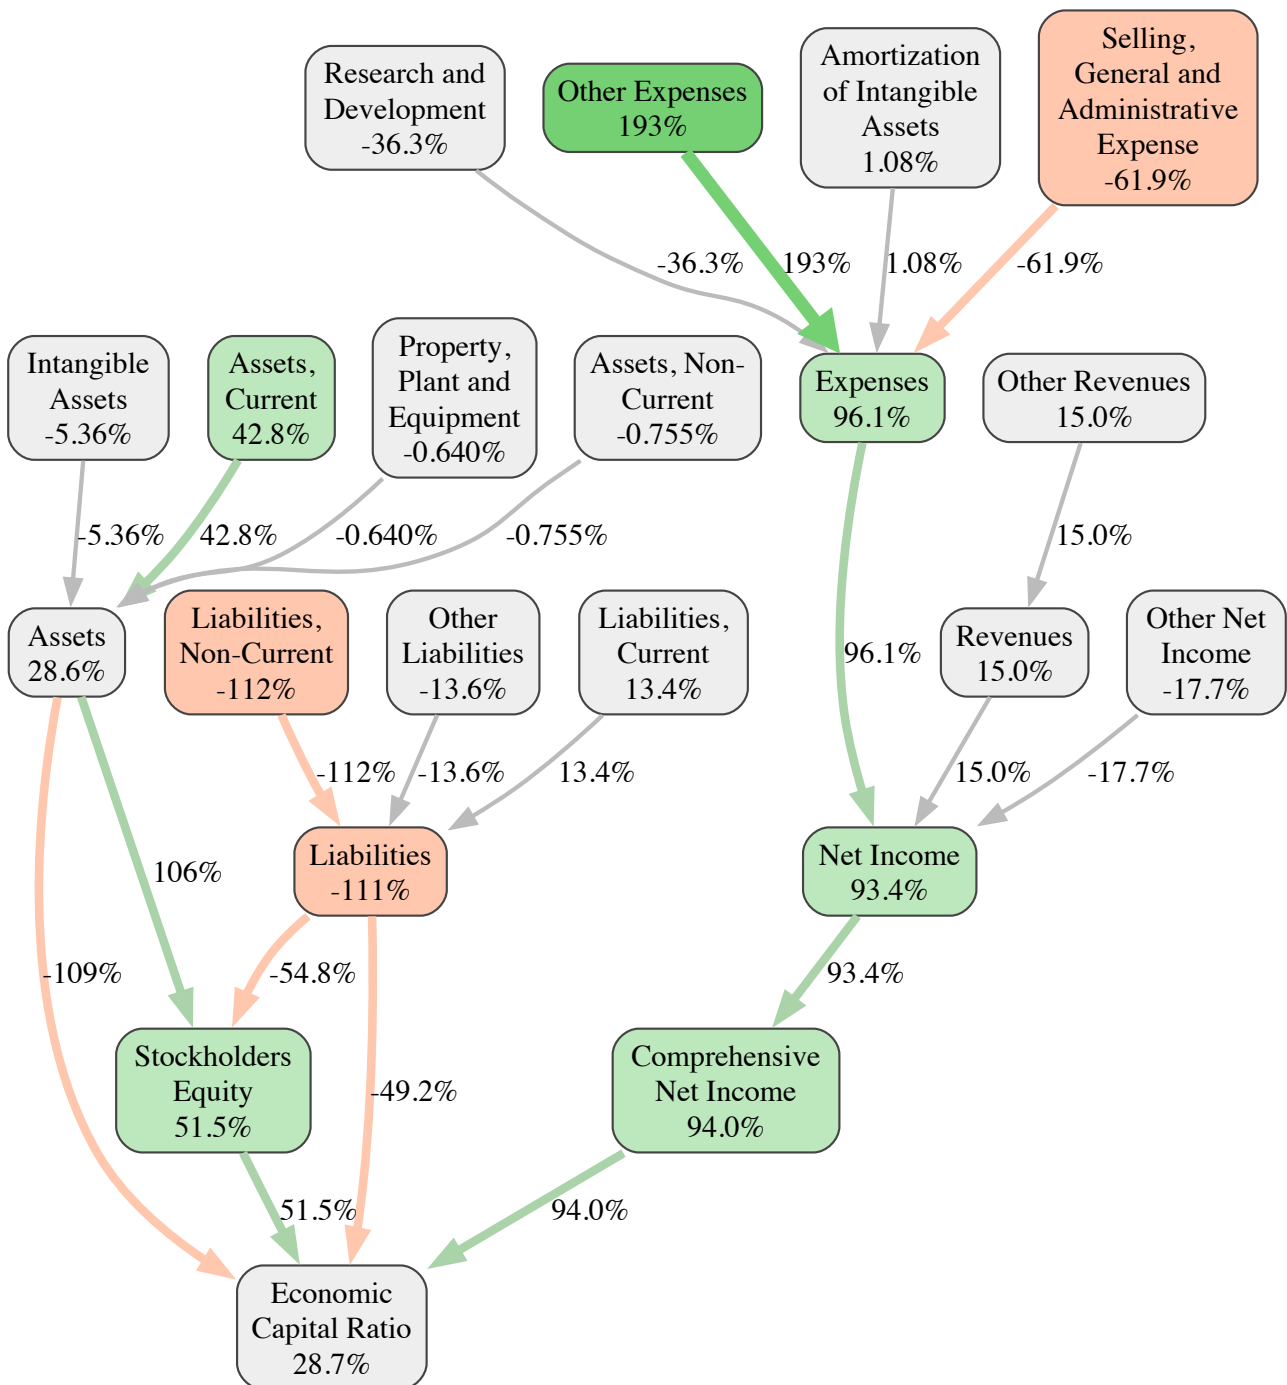 Research and
Development
-36.3%
Other Expenses
193%
Amortization
of Intangible
Assets
1.08%
Selling,
General and
Administrative
Expense
-61.9%
-36.3%
193%
1.08%
-61.9%
Intangible
Assets
-5.36%
Assets,
Current
42.8%
Property,
Plant and
Equipment
-0.640%
Assets, Non-
Current
-0.755%
Expenses
96.1%
Other Revenues
15.0%
-5.36%
42.8%
-0.640%
-0.755%
15.0%
Assets
28.6%
Liabilities,
Non-Current
-112%
Other
Liabilities
-13.6%
Liabilities,
Current
13.4%
96.1%
Revenues
15.0%
Other Net
Income
-17.7%
-112%
-13.6%
13.4%
15.0%
-17.7%
106%
Liabilities
-111%
Net Income
93.4%
-109%
-54.8%
93.4%
Stockholders
Equity
51.5%
-49.2%
Comprehensive
Net Income
94.0%
51.5%
94.0%
Economic
Capital Ratio
28.7%